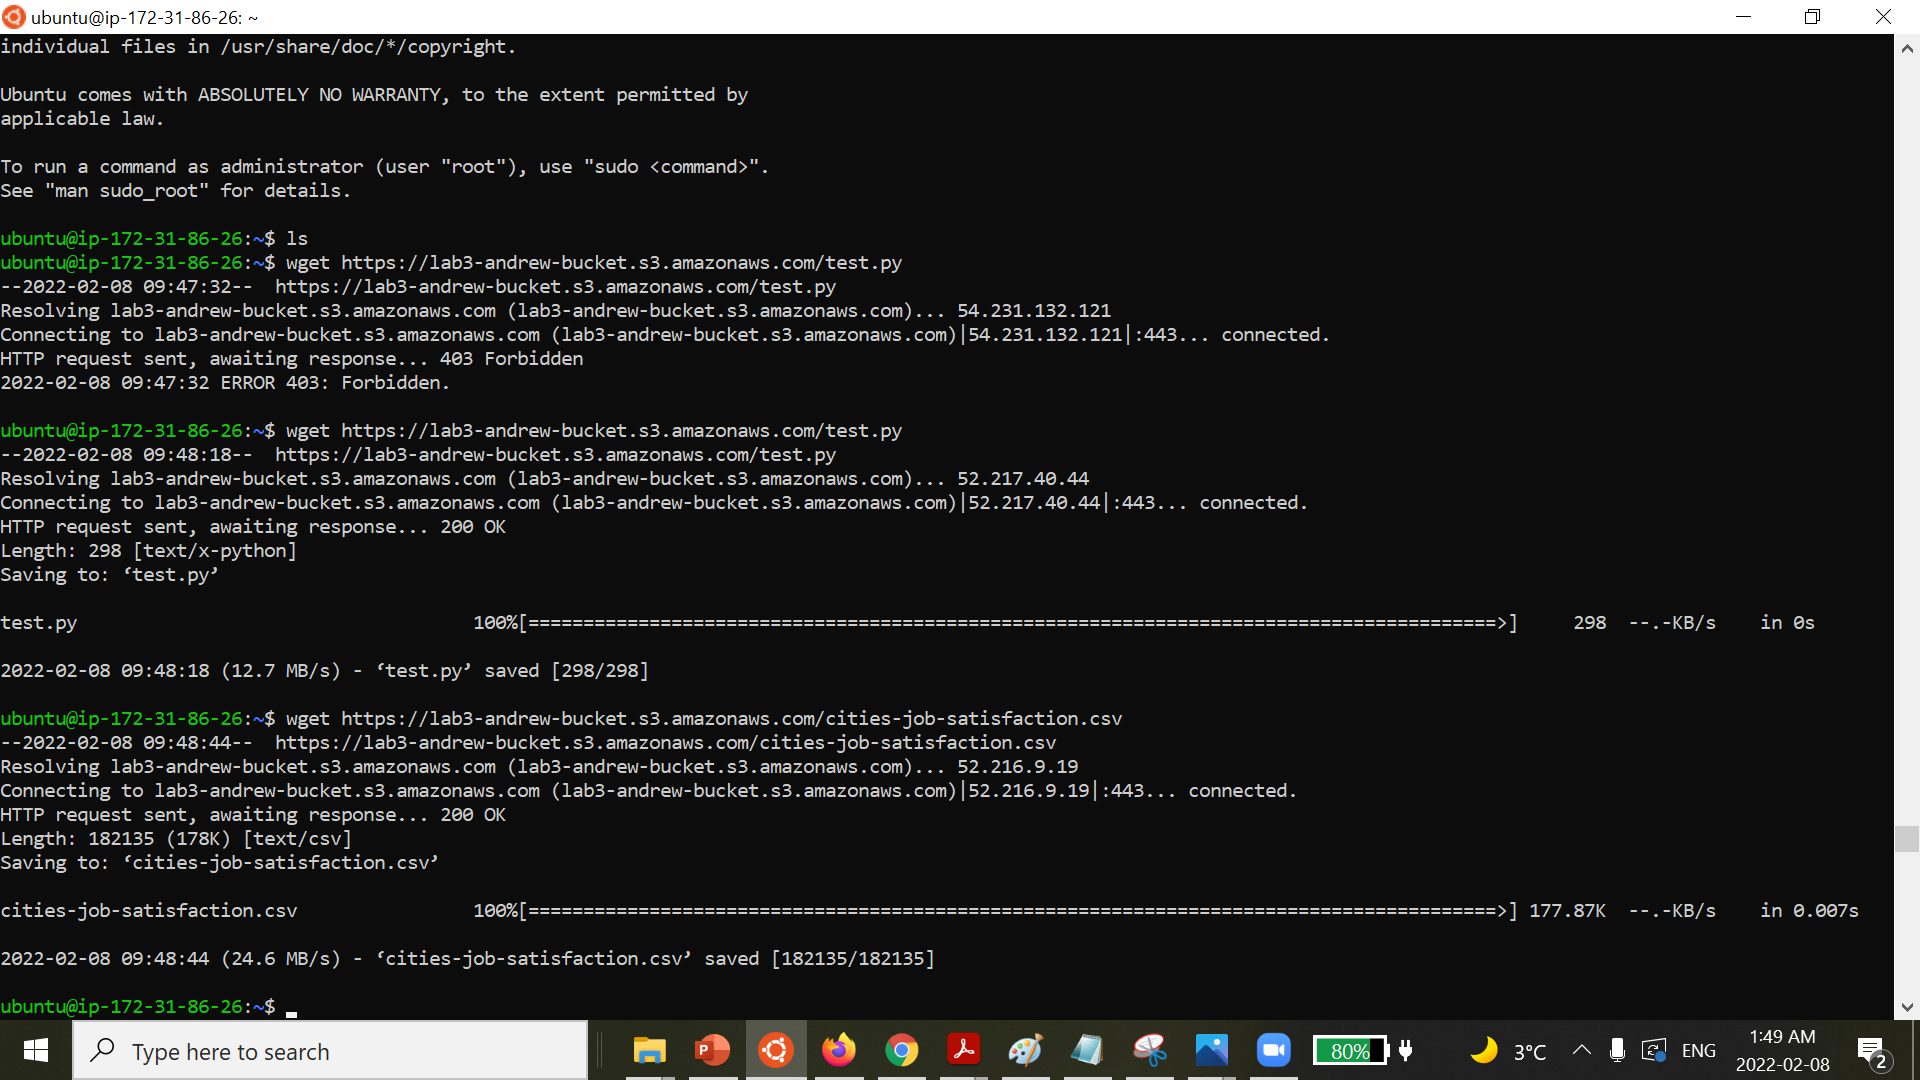 ubuntu@ip-172-31-86-26: ~
individual files in /usr/share/doc/*/copyright.
Ubuntu comes with ABSOLUTELY NO WARRANTY, to the extent permitted by
applicable law.
To run a command as administrator (user "root"), use "sudo <command>".
See "man sudo_root" for details.
ubuntu@ip-172-31-86-26:~$ ls
ubuntu@ip-172-31-86-26:~$ wget https://lab3-andrew-bucket.s3.amazonaws.com/test.py
--2022-02-08 09:47:32--  https://lab3-andrew-bucket.s3.amazonaws.com/test.py
Resolving lab3-andrew-bucket.s3.amazonaws.com (lab3-andrew-bucket.s3.amazonaws.com)... 54.231.132.121
Connecting to lab3-andrew-bucket.s3.amazonaws.com (lab3-andrew-bucket.s3.amazonaws.com)|54.231.132.121|:443... connected.
HTTP request sent, awaiting response... 403 Forbidden
2022-02-08 09:47:32 ERROR 403: Forbidden.
ubuntu@ip-172-31-86-26:~$ wget https://lab3-andrew-bucket.s3.amazonaws.com/test.py
--2022-02-08 09:48:18--  https://lab3-andrew-bucket.s3.amazonaws.com/test.py
Resolving lab3-andrew-bucket.s3.amazonaws.com (lab3-andrew-bucket.s3.amazonaws.com)... 52.217.40.44
Connecting to lab3-andrew-bucket.s3.amazonaws.com (lab3-andrew-bucket.s3.amazonaws.com)|52.217.40.44|:443... connected.
HTTP request sent, awaiting response... 200 OK
Length: 298 [text/x-python]
Saving to: ‘test.py’
test.py 100%[========================================================================================>] 298 --.-KB/s in 0s
2022-02-08 09:48:18 (12.7 MB/s) - ‘test.py’ saved [298/298]
ubuntu@ip-172-31-86-26:~$ wget https://lab3-andrew-bucket.s3.amazonaws.com/cities-job-satisfaction.csv
--2022-02-08 09:48:44--  https://lab3-andrew-bucket.s3.amazonaws.com/cities-job-satisfaction.csv
Resolving lab3-andrew-bucket.s3.amazonaws.com (lab3-andrew-bucket.s3.amazonaws.com)... 52.216.9.19
Connecting to lab3-andrew-bucket.s3.amazonaws.com (lab3-andrew-bucket.s3.amazonaws.com)|52.216.9.19|:443... connected.
HTTP request sent, awaiting response... 200 OK
Length: 182135 (178K) [text/csv]
Saving to: ‘cities-job-satisfaction.csv’
cities-job-satisfaction.csv 100%[========================================================================================>] 177.87K --.-KB/s in 0.007s
2022-02-08 09:48:44 (24.6 MB/s) - ‘cities-job-satisfaction.csv’ saved [182135/182135]
ubuntu@ip-172-31-86-26:~$
Type here to search
P
80%
3°C
ENG
1:49 AM
2022-02-08
2